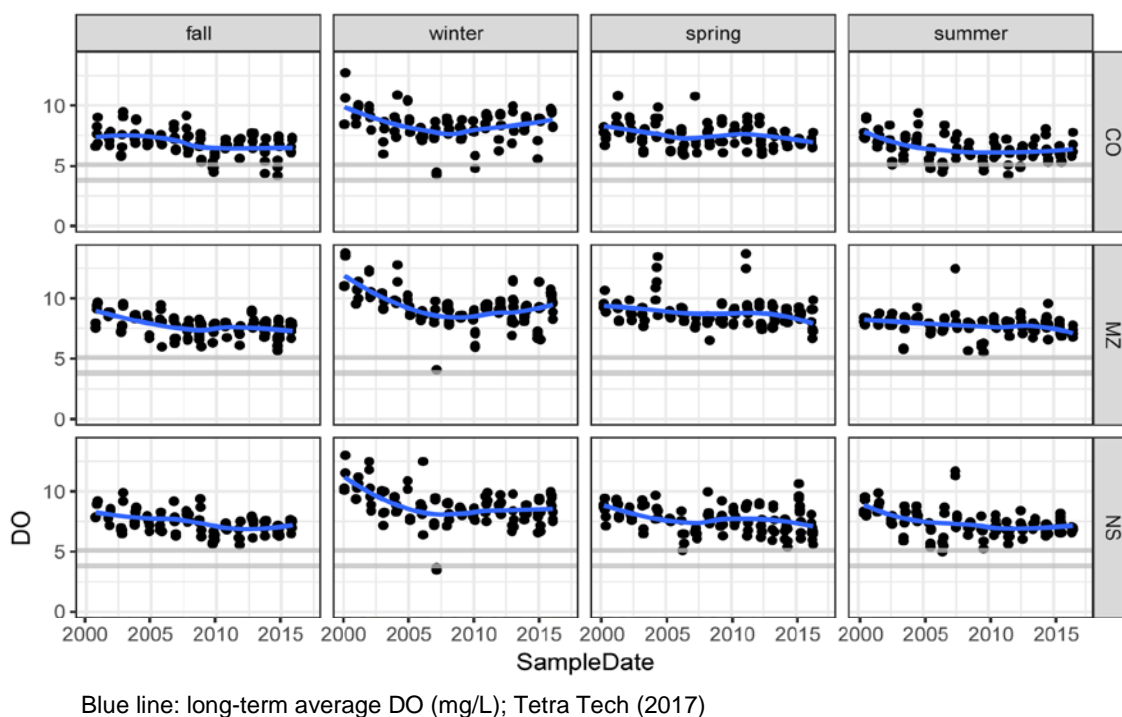 fall winter spring summer
10
5
0
CO
10
5
0
MZ
10
5
0
NS
DO
2000 2005 2010 2015 2000 2005 2010 2015 2000 2005 2010 2015 2000 2005 2010 2015
SampleDate
Blue line: long-term average DO (mg/L); Tetra Tech (2017)